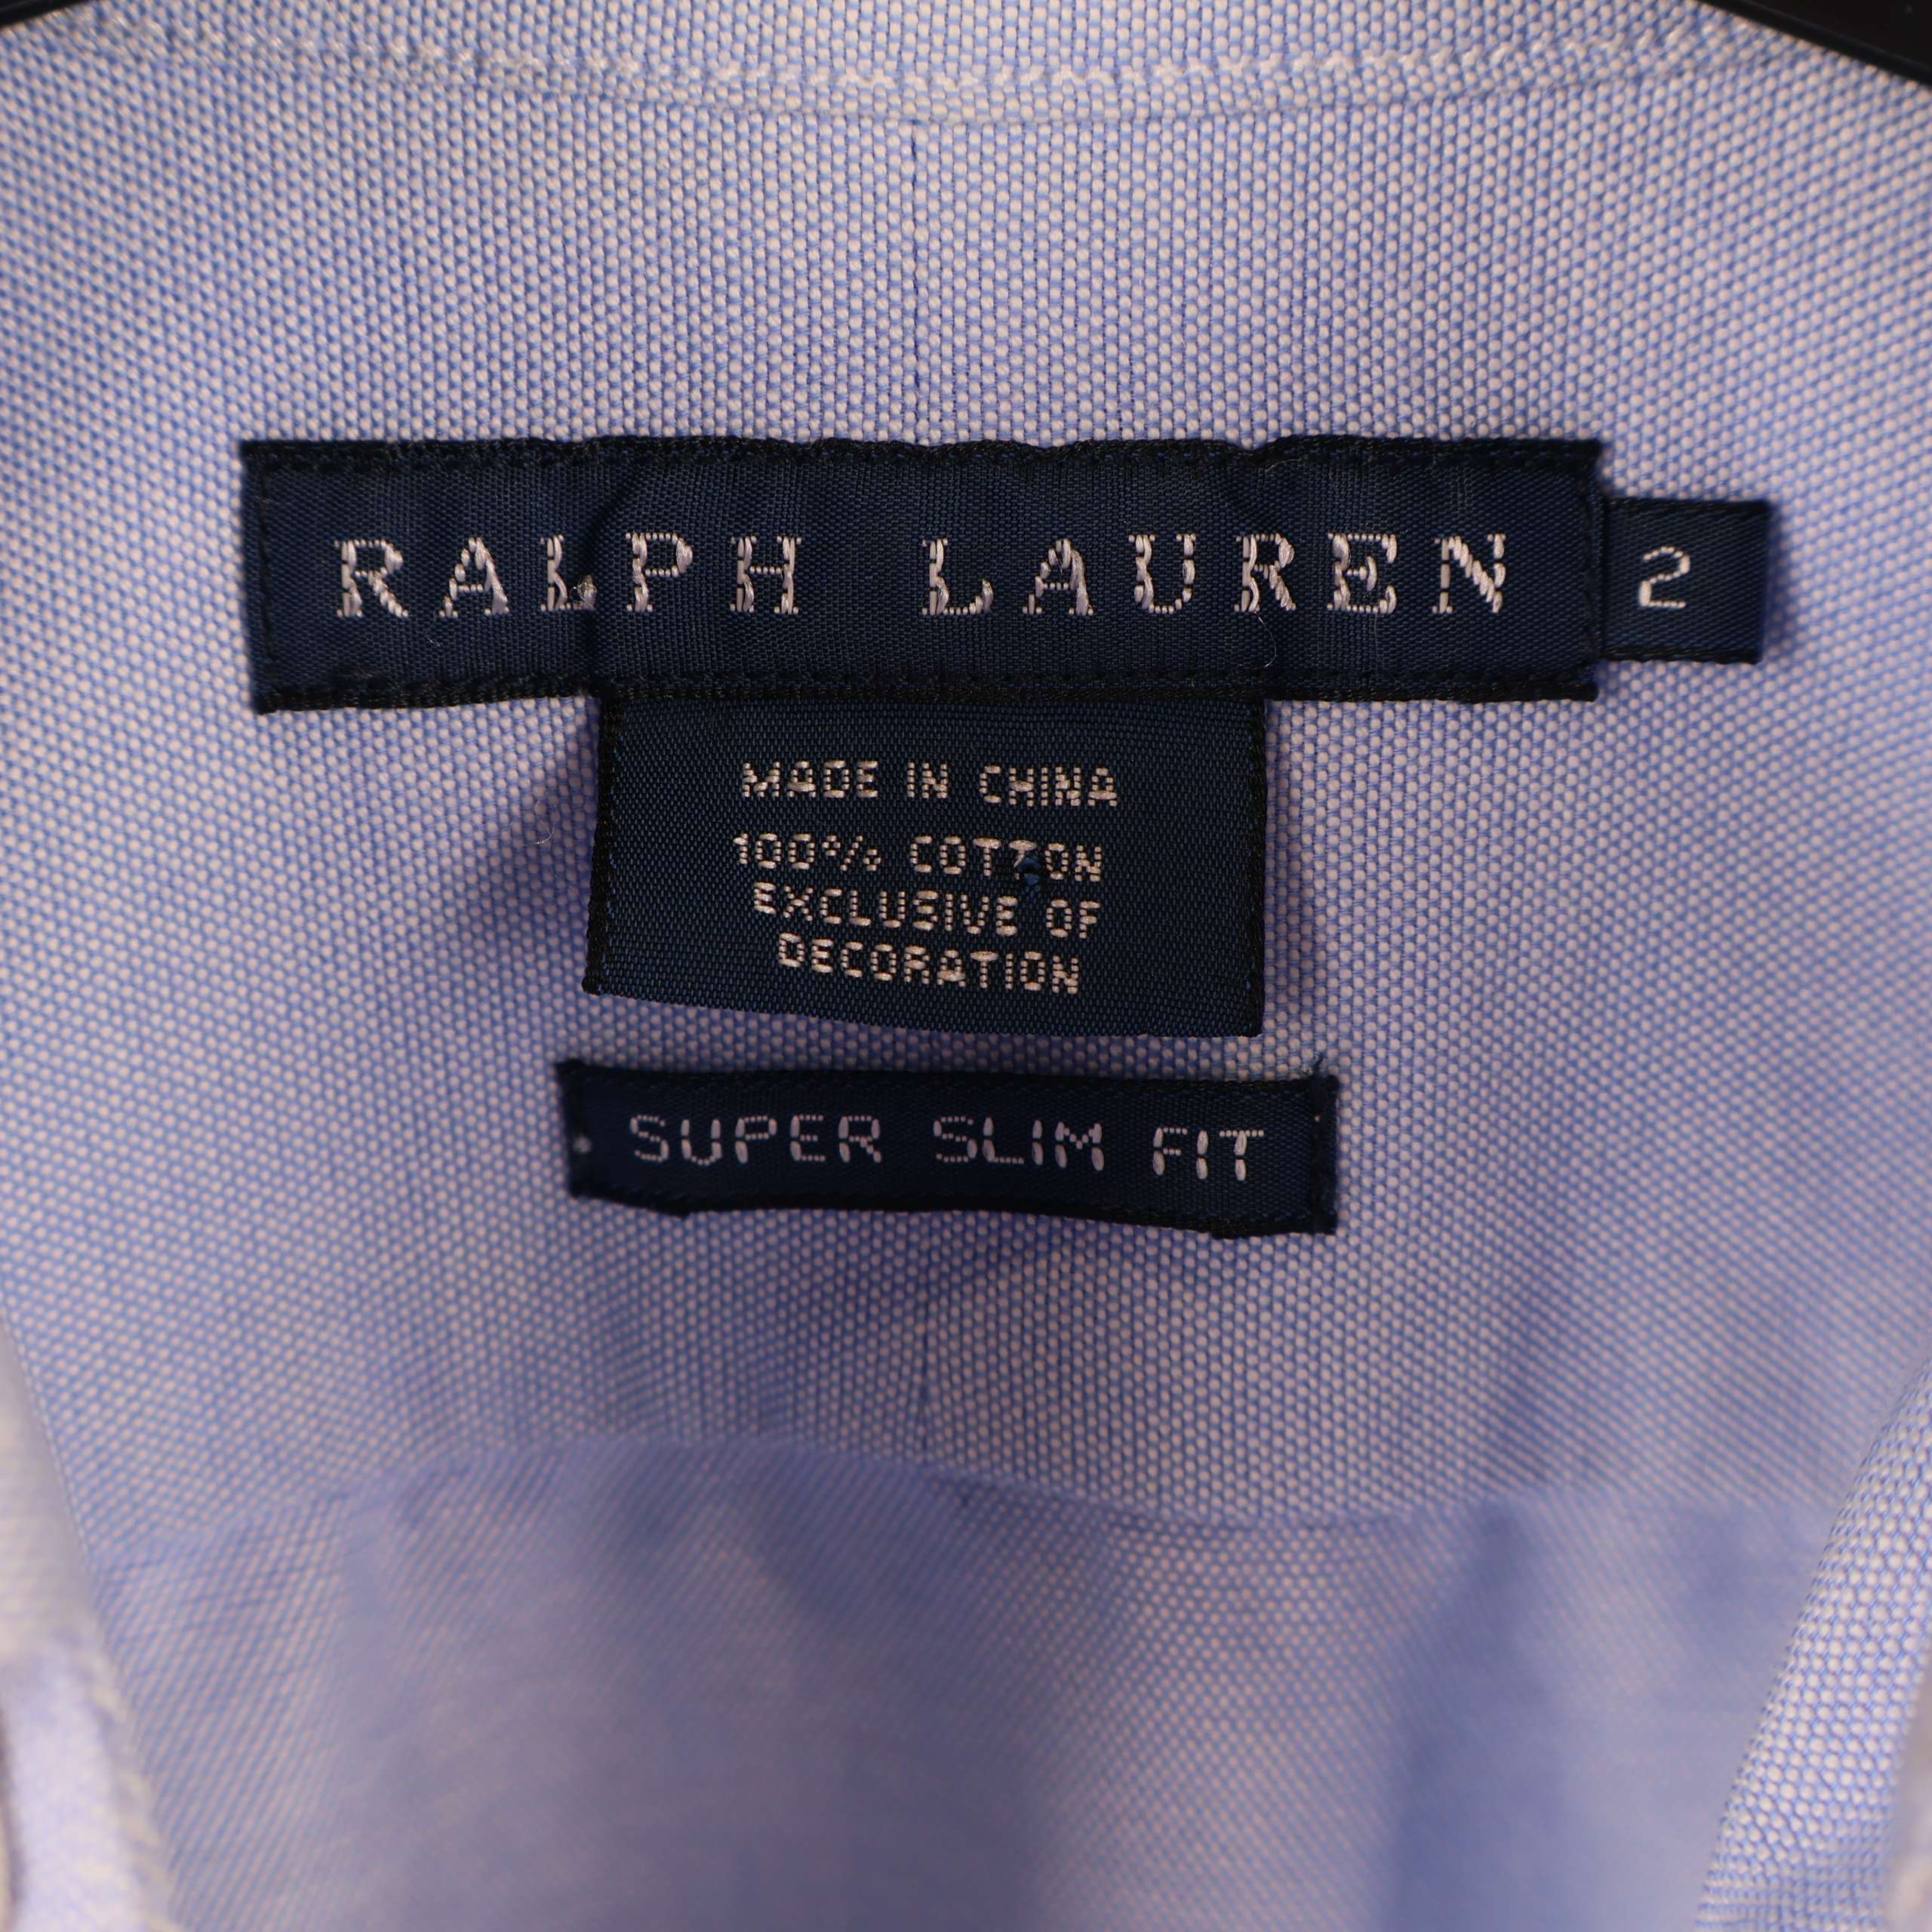 RALPH LAUREN 2
MADE IN CHINA
100% COTTON
EXCLUSIVE OF
DECORATION
SUPER SLIM FIT